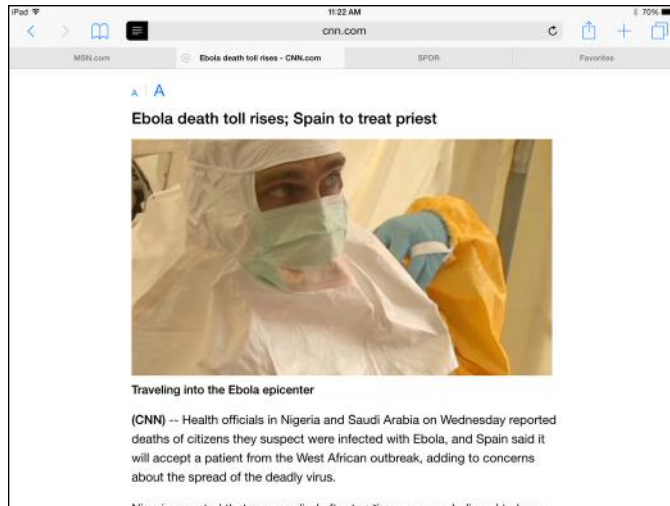 iPad 11:22 AM 70%
cnn.com
MSN.com Ebola death toll rises - CNN.com SPDR Favorites
A A
Ebola death toll rises; Spain to treat priest
Traveling into the Ebola epicenter
(CNN) -- Health officials in Nigeria and Saudi Arabia on Wednesday reported
deaths of citizens they suspect were infected with Ebola, and Spain said it
will accept a patient from the West African outbreak, adding to concerns
about the spread of the deadly virus.